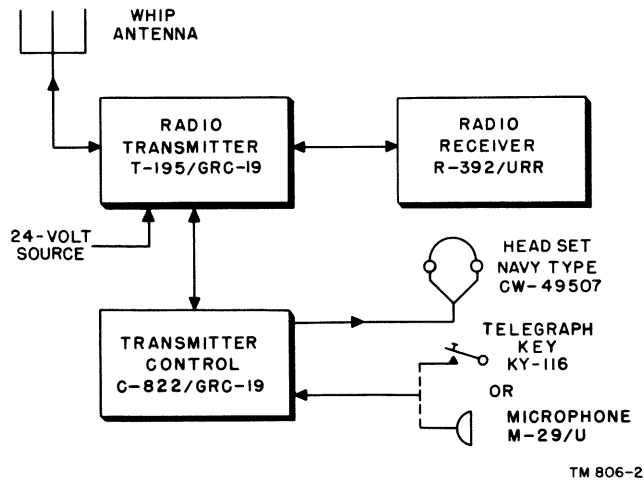 WHIP
ANTENNA
RADIO
TRANSMITTER
T-195/GRC-19
RADIO
RECEIVER
R-392/URR
24-VOLT
SOURCE
HEAD SET
NAVY TYPE
CW-49507
TRANSMITTER
CONTROL
C-822/GRC-19
TELEGRAPH
KEY
KY-116
OR
MICROPHONE
M-29/U
TM 806-2